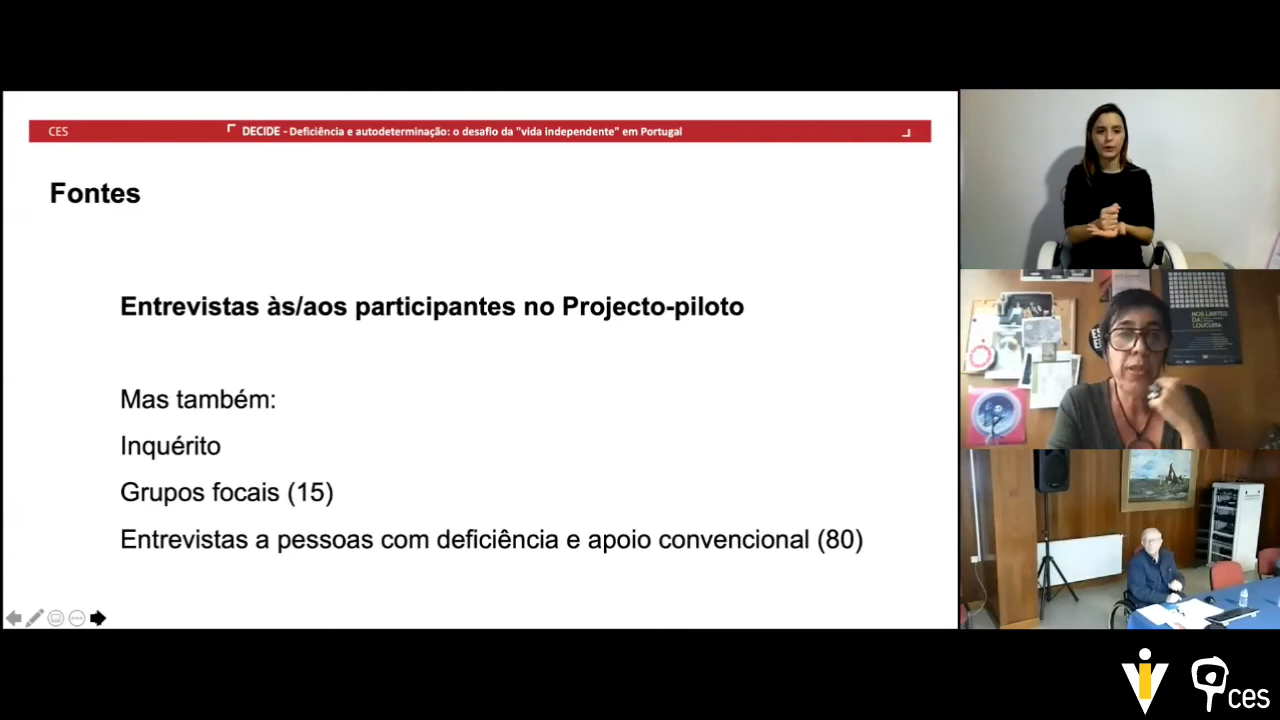 CES
DECIDE - Deficiência e autodeterminação: o desafio da "vida independente" em Portugal
Fontes
Entrevistas às/aos participantes no Projecto-piloto
Mas também:
Inquérito
Grupos focais (15)
Entrevistas a pessoas com deficiência e apoio convencional (80)
NOS LIMITES
DA
LOUCURA
ces